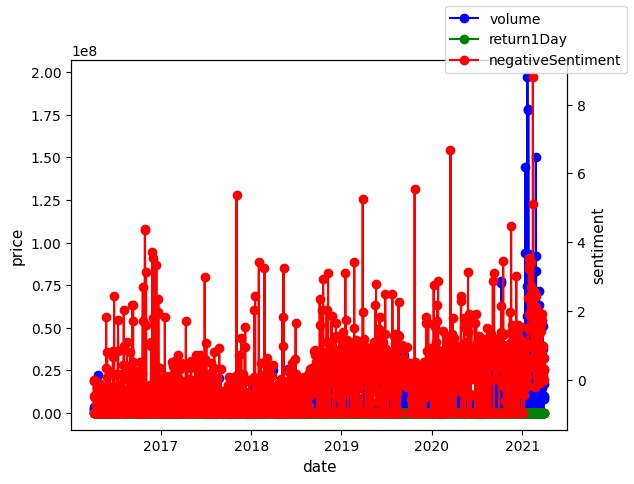 volume
return1Day
negativeSentiment
1e8
2.00
1.75
1.50
1.25
1.00
0.75
0.50
0.25
0.00
price
8
6
4
2
0
sentiment
2017 2018 2019 2020 2021
date